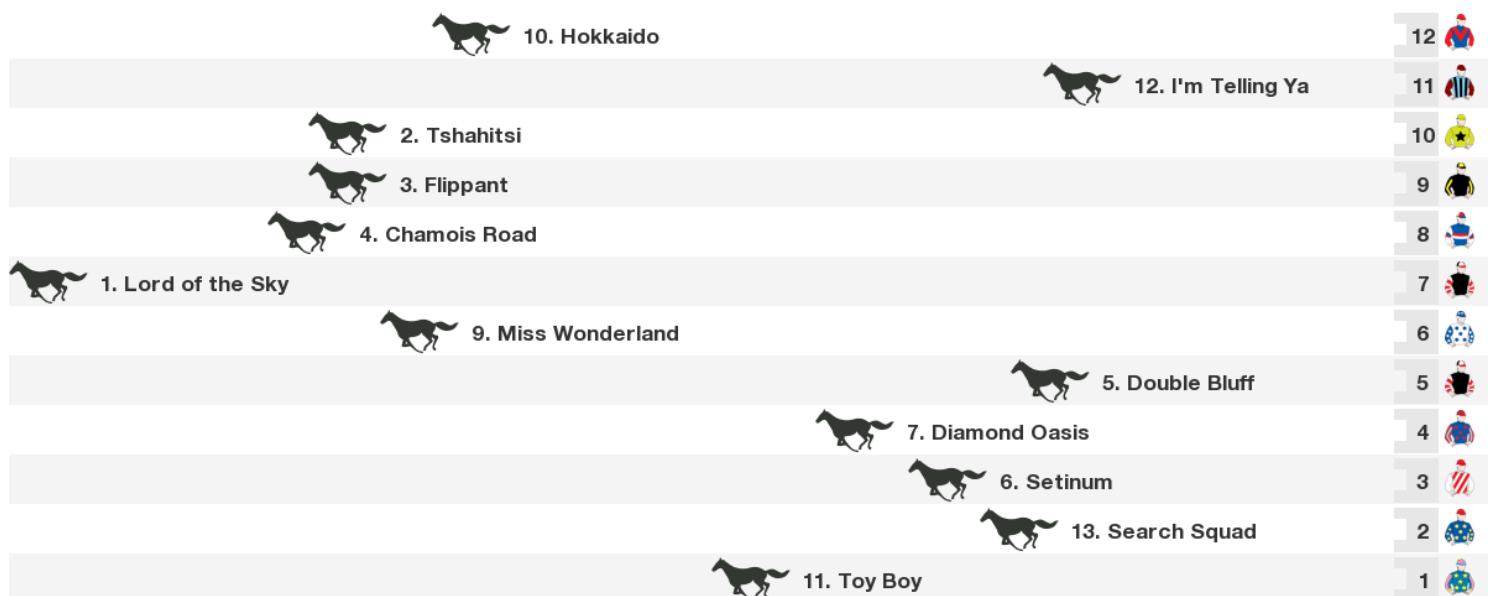 10. Hokkaido 12
12. I'm Telling Ya 11
2. Tshahitsi 10
3. Flippant 9
4. Chamois Road 8
1. Lord of the Sky 7
9. Miss Wonderland 6
5. Double Bluff 5
7. Diamond Oasis 4
6. Setinum 3
13. Search Squad 2
11. Toy Boy 1